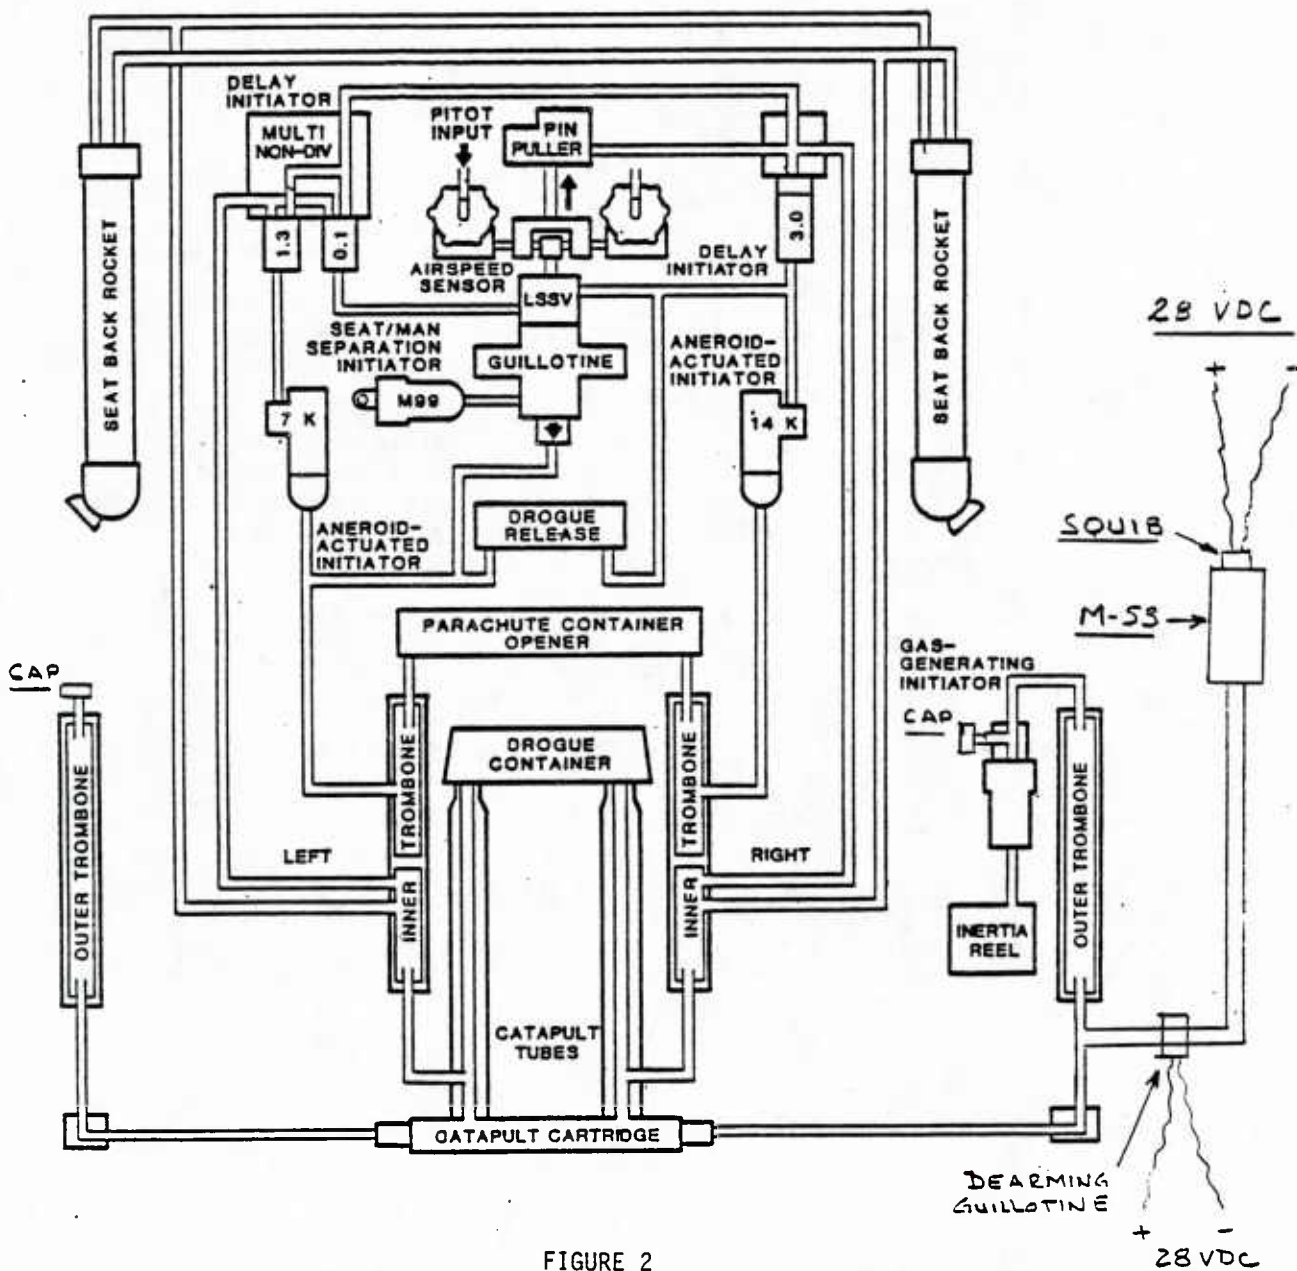 DELAY
INITIATOR
MULTI
NON-DIV
PITOT
INPUT
PIN
PULLER
1.3
0.1
3.0
AIRSPEED
SENSOR
DELAY
INITIATOR
LSSV
SEAT/MAN
SEPARATION
INITIATOR
GUILLOTINE
ANEROID-
ACTUATED
INITIATOR
M99
7 K
14 K
SEAT BACK ROCKET
SEAT BACK ROCKET
28 VDC
+ -
SQUIB
M-53
ANEROID-
ACTUATED
INITIATOR
DROGUE
RELEASE
PARACHUTE CONTAINER
OPENER
CAP
GAS-
GENERATING
INITIATOR
CAP
DROGUE
CONTAINER
OUTER TROMBONE
TROMBONE
TROMBONE
OUTER TROMBONE
LEFT
RIGHT
INNER
INNER
INERTIA
REEL
CATAPULT
TUBES
CATAPULT CARTRIDGE
DEARMING
GUILLOTINE
+ -
28 VDC
FIGURE 2